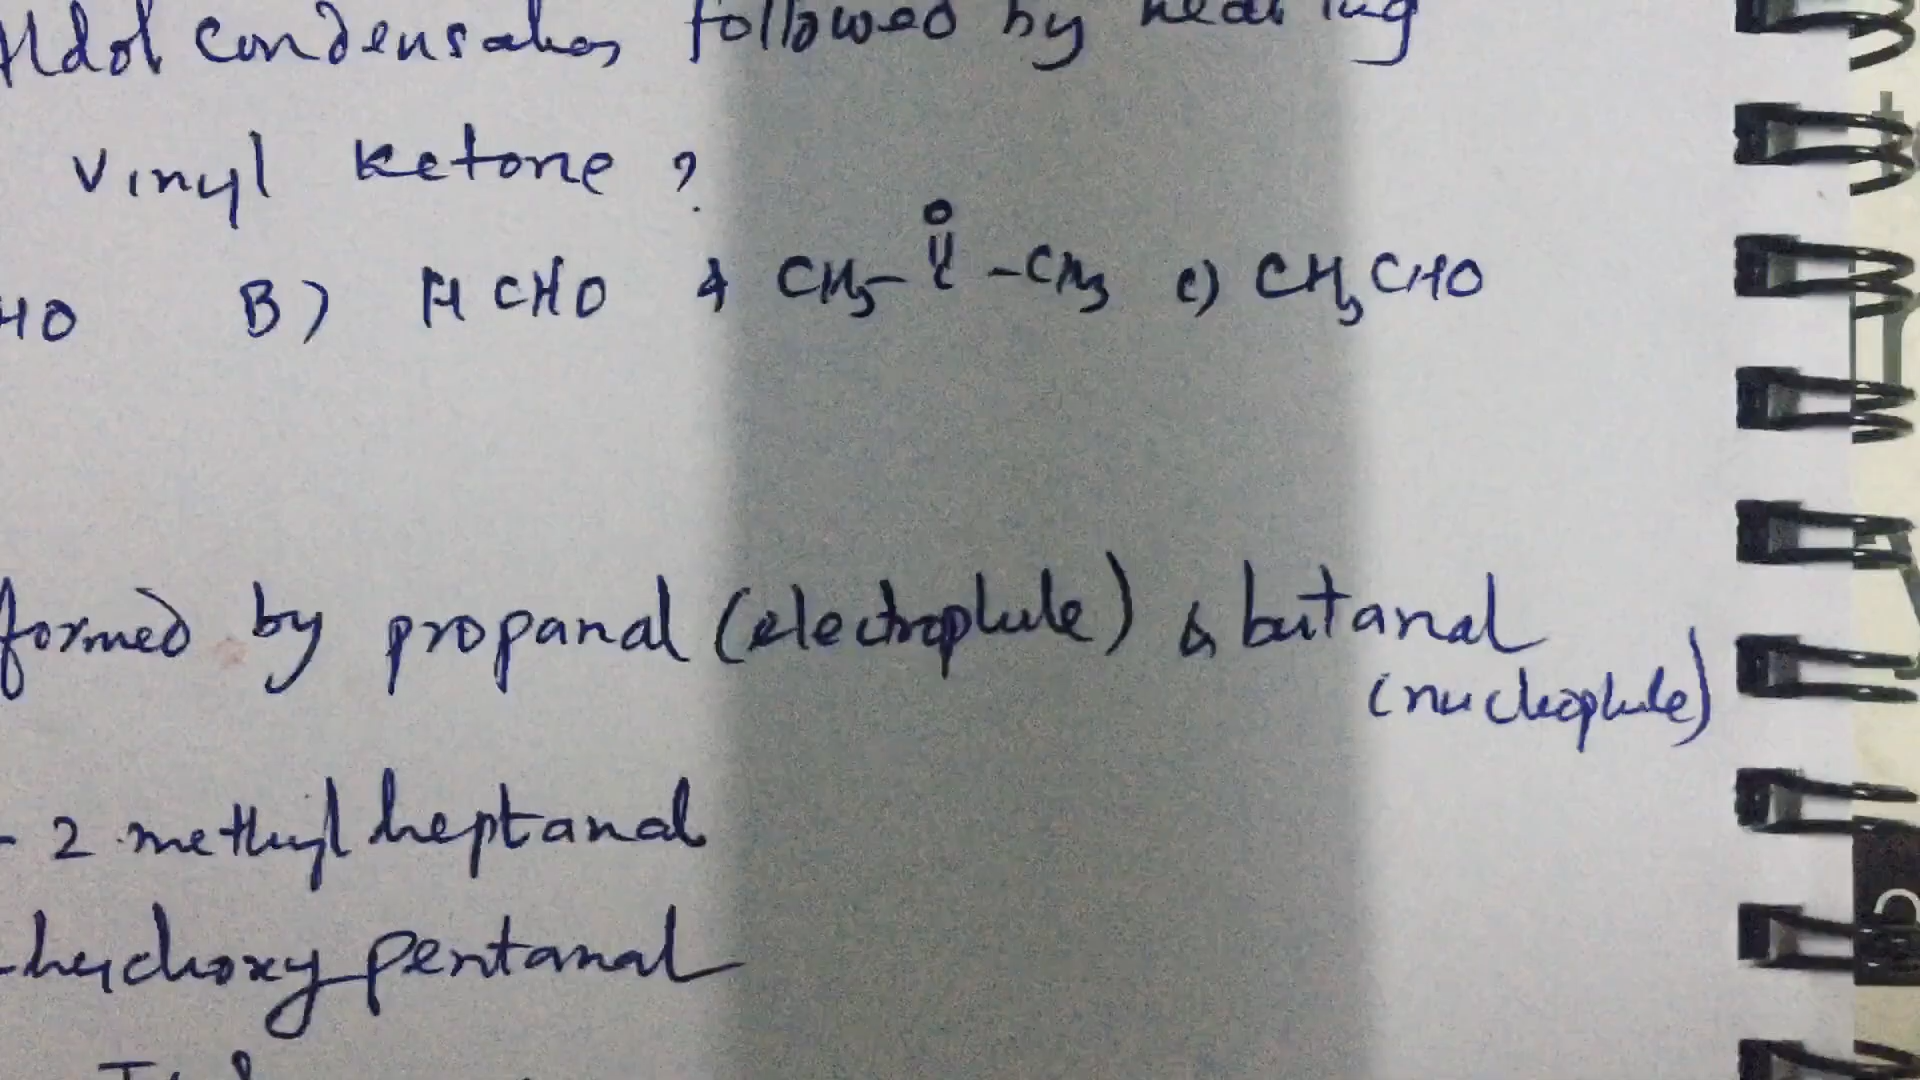 Aldol condensation followed by heating
vinyl ketone ?
HO B) HCHO & CH3-C(=O)-CH3 c) CH3CHO
formed by propanal (electrophile) & butanal
(nucleophile)
- 2 methyl heptanal
-hydroxy pentanal